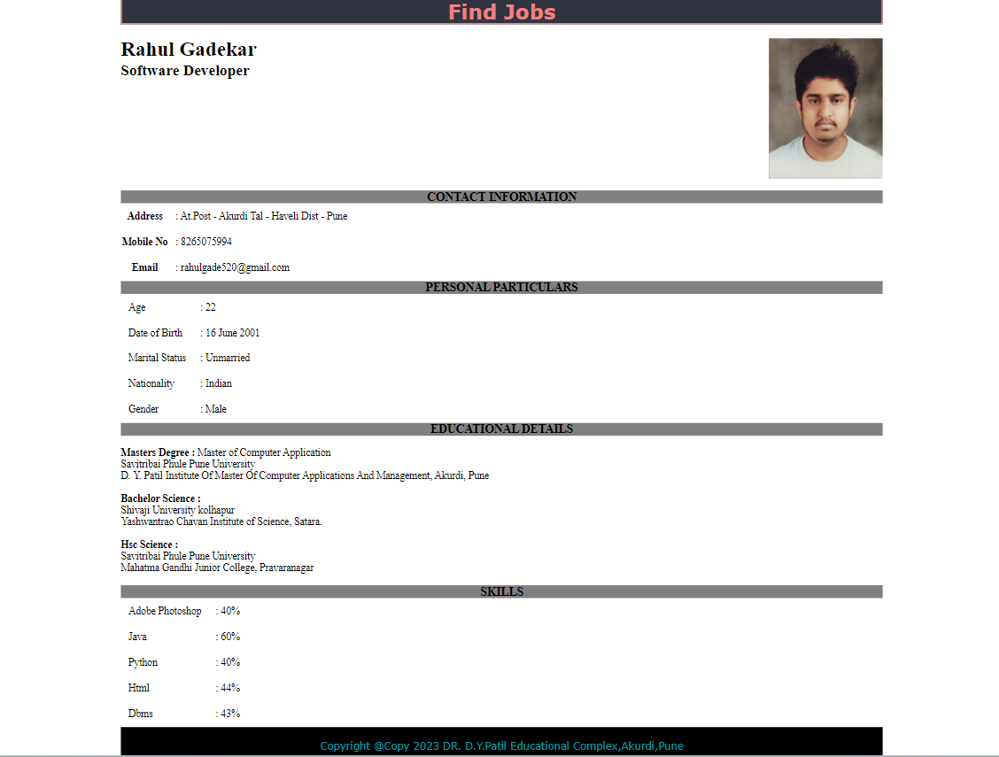 Find Jobs
Rahul Gadekar
Software Developer
CONTACT INFORMATION
Address : At.Post - Akurdi Tal - Haveli Dist - Pune
Mobile No : 8265075994
Email : rahulgade520@gmail.com
PERSONAL PARTICULARS
Age : 22
Date of Birth : 16 June 2001
Marital Status : Unmarried
Nationality : Indian
Gender : Male
EDUCATIONAL DETAILS
Masters Degree : Master of Computer Application
Savitribai Phule Pune University
D. Y. Patil Institute Of Master Of Computer Applications And Management, Akurdi, Pune
Bachelor Science :
Shivaji University kolhapur
Yashwantrao Chavan Institute of Science, Satara.
Hsc Science :
Savitribai Phule Pune University
Mahatma Gandhi Junior College, Pravaranagar
SKILLS
Adobe Photoshop : 40%
Java : 60%
Python : 40%
Html : 44%
Dbms : 43%
Copyright @Copy 2023 DR. D.Y.Patil Educational Complex,Akurdi,Pune